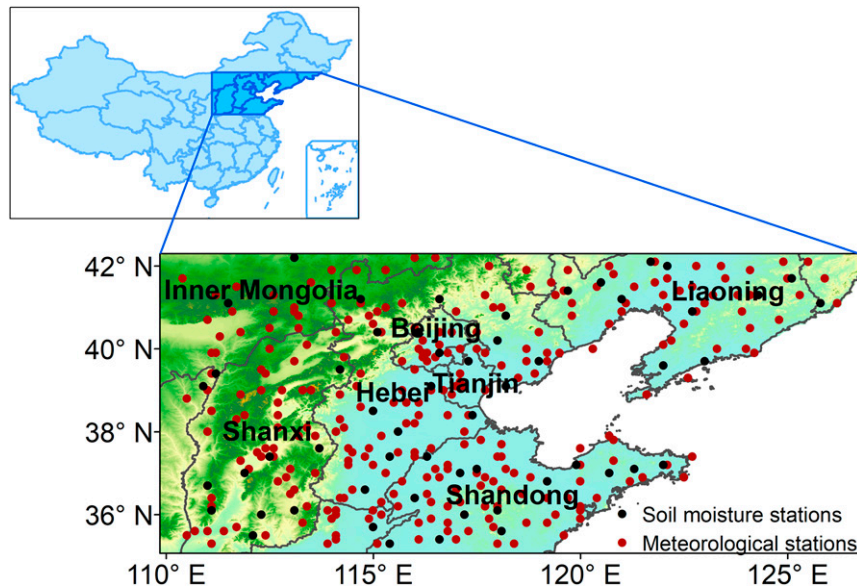 42° N
Inner Mongolia
Liaoning
Beijing
40° N
Hebei
Tianjin
38° N
Shanxi
Shandong
36° N
Soil moisture stations
Meteorological stations
110° E
115° E
120° E
125° E